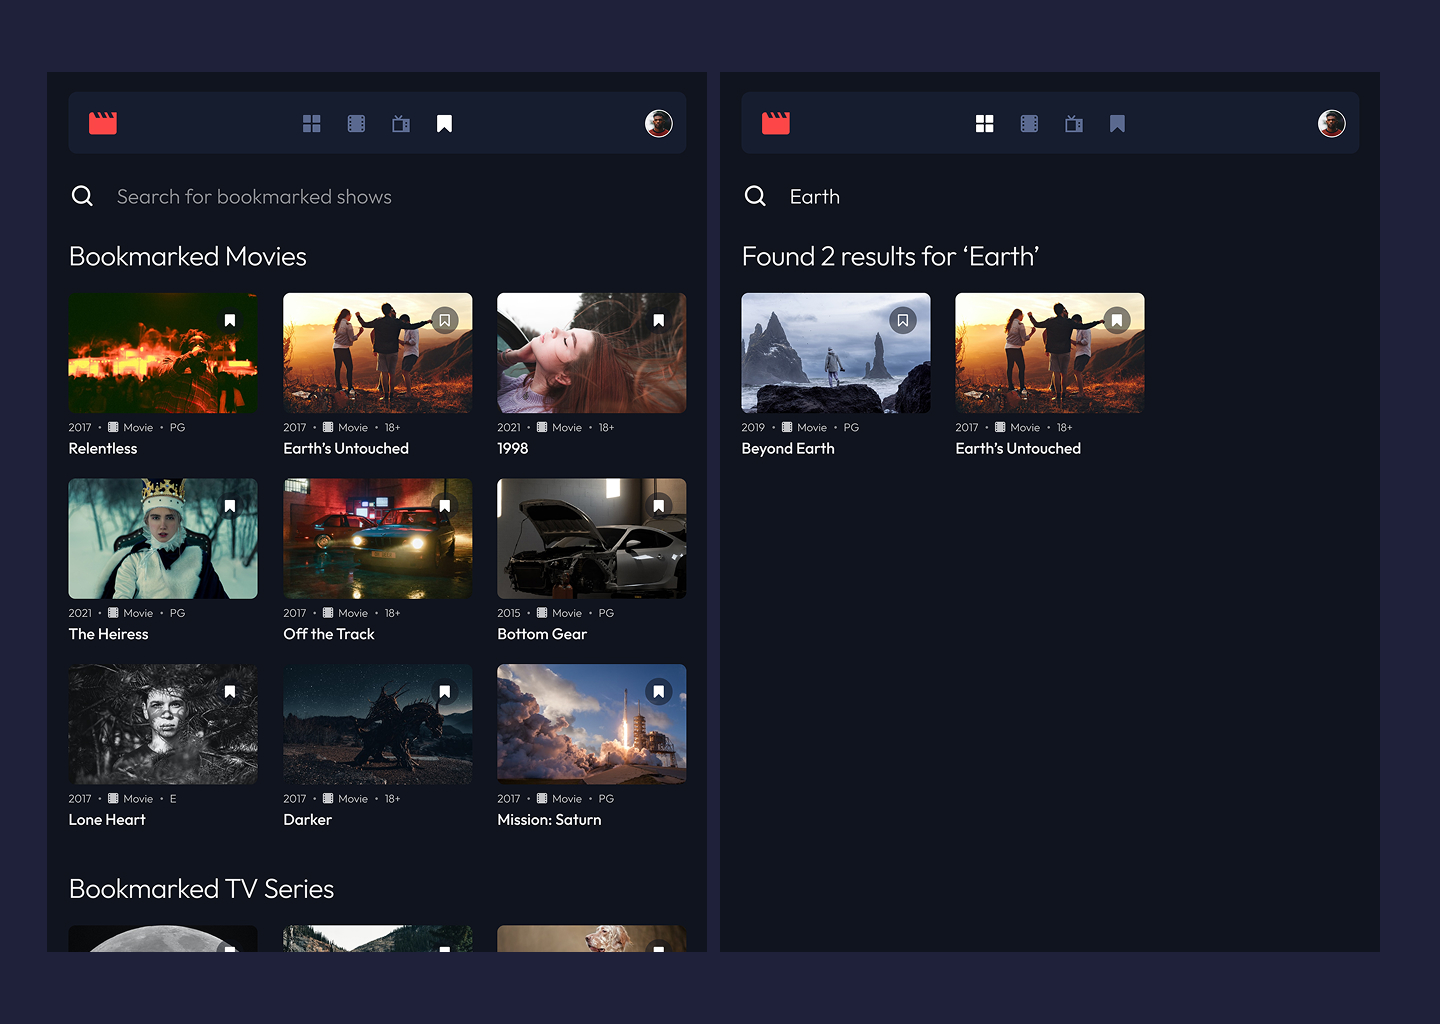 Search for bookmarked shows
Bookmarked Movies
2017 • Movie • PG
Relentless
2017 • Movie • 18+
Earth’s Untouched
2021 • Movie • 18+
1998
2021 • Movie • PG
The Heiress
2017 • Movie • 18+
Off the Track
2015 • Movie • PG
Bottom Gear
2017 • Movie • E
Lone Heart
2017 • Movie • 18+
Darker
2017 • Movie • PG
Mission: Saturn
Bookmarked TV Series
Earth
Found 2 results for ‘Earth’
2019 • Movie • PG
Beyond Earth
2017 • Movie • 18+
Earth’s Untouched